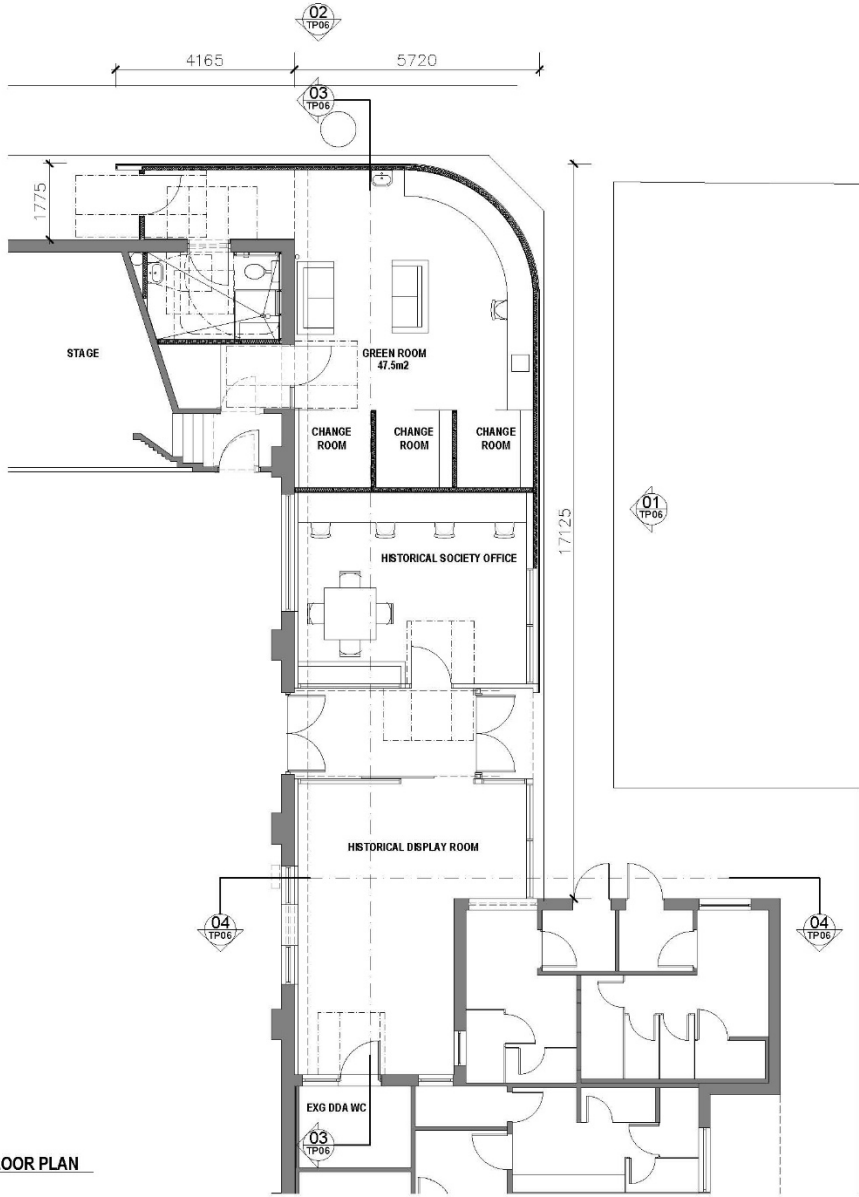 02
TP06
4165
5720
03
TP06
1775
STAGE
GREEN ROOM
47.5m2
CHANGE
ROOM
CHANGE
ROOM
CHANGE
ROOM
01
TP06
17125
HISTORICAL SOCIETY OFFICE
HISTORICAL DISPLAY ROOM
04
TP06
04
TP06
EXG DDA WC
03
TP06
OOR PLAN